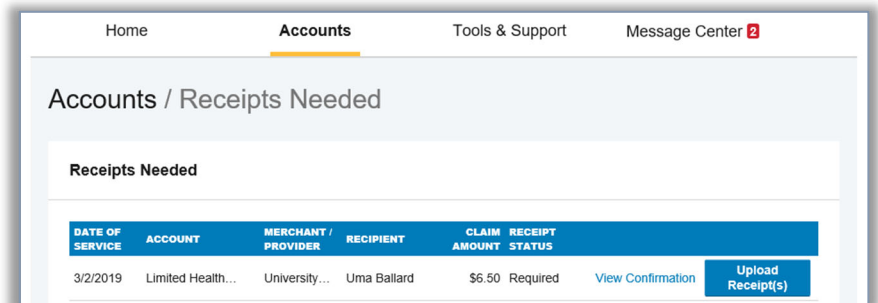 Home Accounts Tools & Support Message Center 2
Accounts / Receipts Needed
Receipts Needed
DATE OF SERVICE ACCOUNT MERCHANT / PROVIDER RECIPIENT CLAIM AMOUNT RECEIPT STATUS
3/2/2019 Limited Health... University... Uma Ballard $6.50 Required View Confirmation Upload Receipt(s)